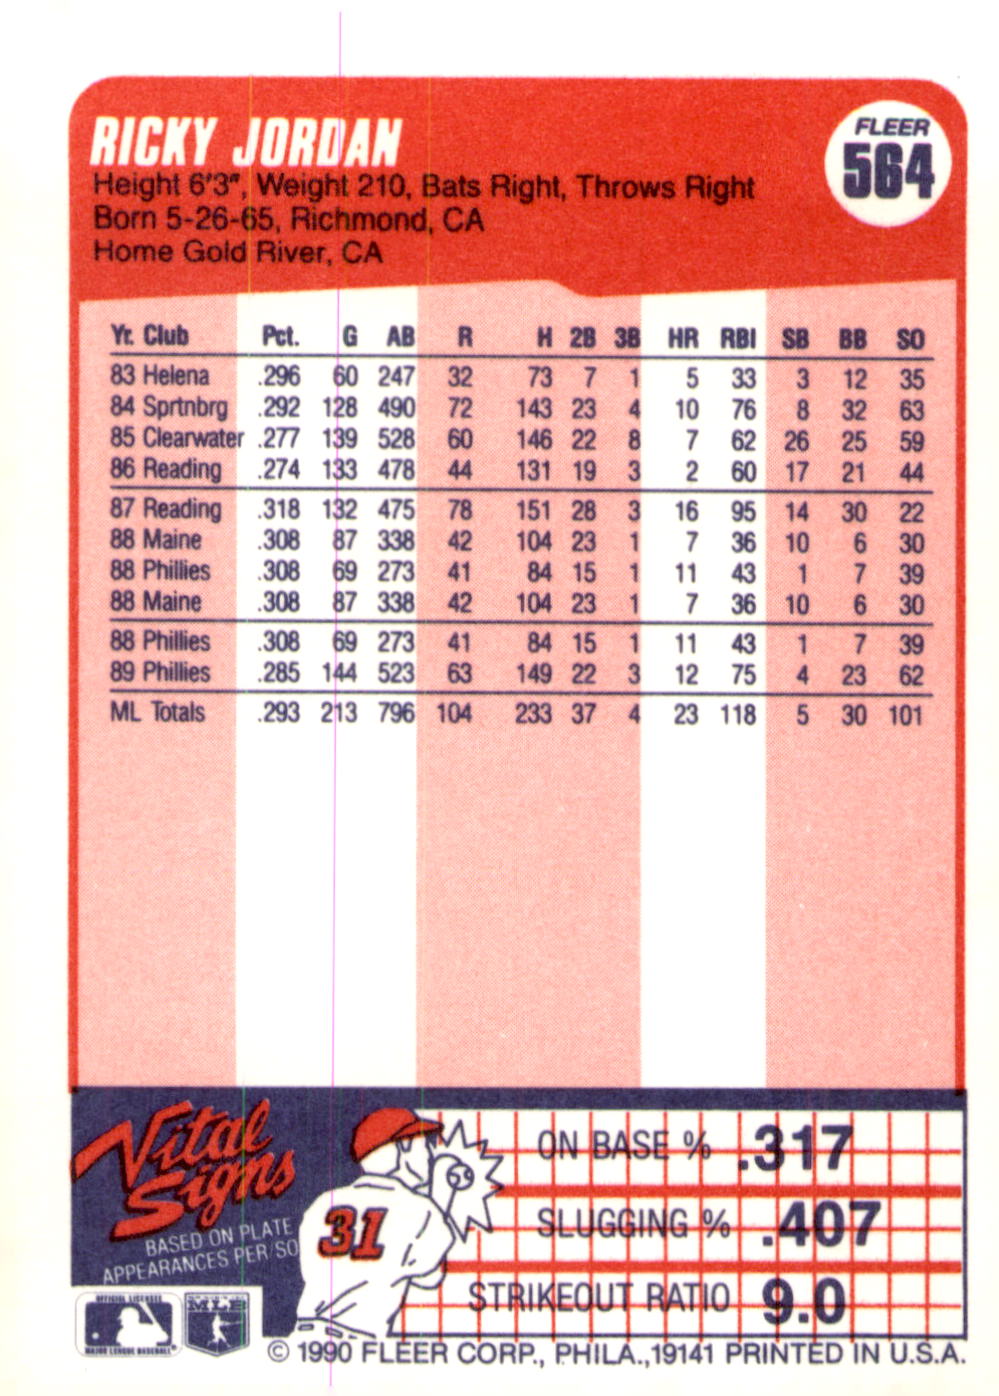 RICKY JORDAN
FLEER
564
Height 6'3", Weight 210, Bats Right, Throws Right
Born 5-26-65, Richmond, CA
Home Gold River, CA
Yr. Club Pct. G AB R H 2B 3B HR RBI SB BB SO
83 Helena .296 60 247 32 73 7 1 5 33 3 12 35
84 Sprtnbrg .292 128 490 72 143 23 4 10 76 8 32 63
85 Clearwater .277 139 528 60 146 22 8 7 62 26 25 59
86 Reading .274 133 478 44 131 19 3 2 60 17 21 44
87 Reading .318 132 475 78 151 28 3 16 95 14 30 22
88 Maine .308 87 338 42 104 23 1 7 36 10 6 30
88 Phillies .308 69 273 41 84 15 1 11 43 1 7 39
88 Maine .308 87 338 42 104 23 1 7 36 10 6 30
88 Phillies .308 69 273 41 84 15 1 11 43 1 7 39
89 Phillies .285 144 523 63 149 22 3 12 75 4 23 62
ML Totals .293 213 796 104 233 37 4 23 118 5 30 101
Vital
Signs
BASED ON PLATE
APPEARANCES PER/SO
31
ON BASE % .317
SLUGGING % .407
STRIKEOUT RATIO 9.0
OFFICIAL LICENSEE
MAJOR LEAGUE BASEBALL
MLB
© 1990 FLEER CORP., PHILA.,19141 PRINTED IN U.S.A.